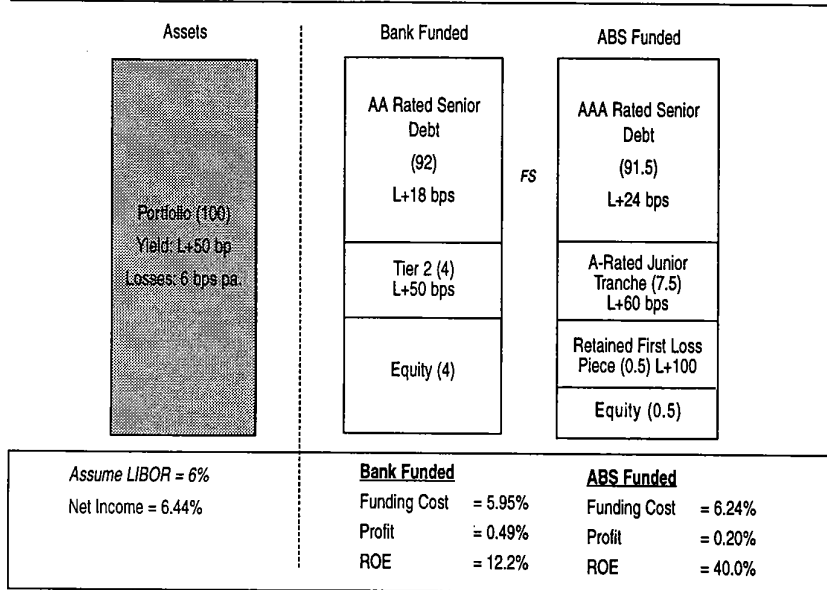 Assets
Portfolio (100)
Yield: L+50 bp
Losses: 6 bps pa.
Bank Funded
AA Rated Senior
Debt
(92)
L+18 bps
Tier 2 (4)
L+50 bps
Equity (4)
FS
ABS Funded
AAA Rated Senior
Debt
(91.5)
L+24 bps
A-Rated Junior
Tranche (7.5)
L+60 bps
Retained First Loss
Piece (0.5) L+100
Equity (0.5)
Assume LIBOR = 6%
Net Income = 6.44%
Bank Funded
Funding Cost = 5.95%
Profit = 0.49%
ROE = 12.2%
ABS Funded
Funding Cost = 6.24%
Profit = 0.20%
ROE = 40.0%